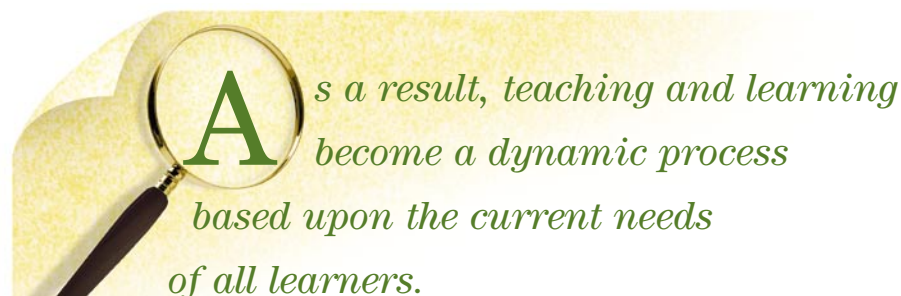 As a result, teaching and learning
become a dynamic process
based upon the current needs
of all learners.